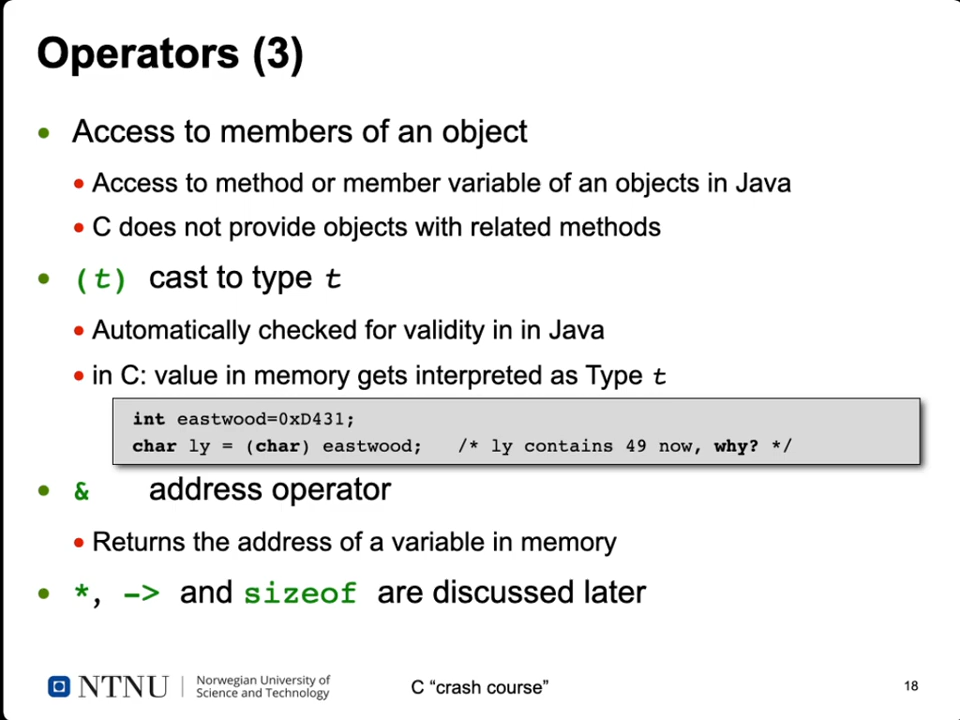 Operators (3)
• Access to members of an object
• Access to method or member variable of an objects in Java
• C does not provide objects with related methods
• (t) cast to type t
• Automatically checked for validity in in Java
• in C: value in memory gets interpreted as Type t
int eastwood=0xD431;
char ly = (char) eastwood; /* ly contains 49 now, why? */
• & address operator
• Returns the address of a variable in memory
• *, -> and sizeof are discussed later
NTNU | Norwegian University of
Science and Technology
C “crash course”
18